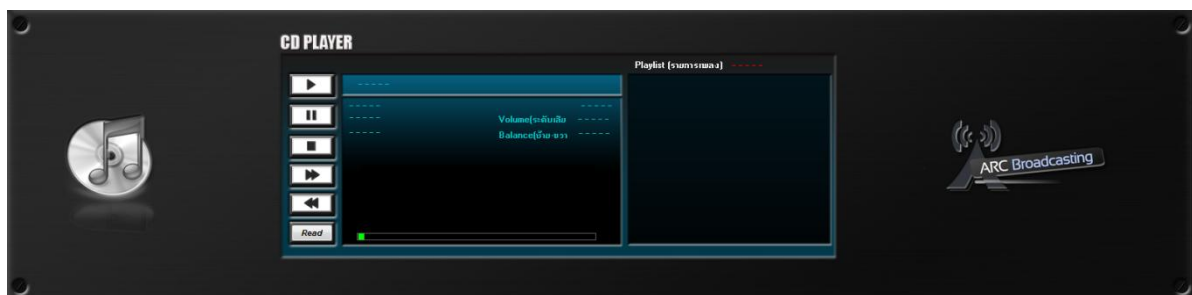 CD PLAYER
Playlist (รายการเพลง) -----
-----
----- -----
----- Volume(ระดับเสีย -----
----- Balance(ซ้าย-ขวา -----
Read
ARC Broadcasting